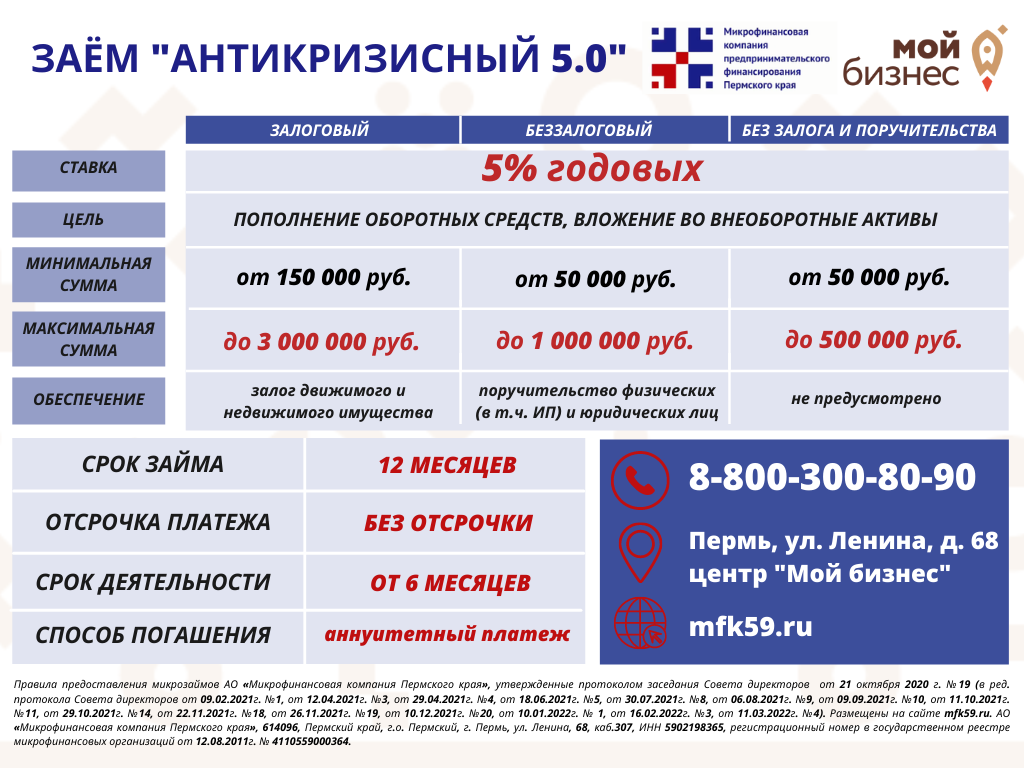 ЗАЁМ "АНТИКРИЗИСНЫЙ 5.0"
Микрофинансовая
компания
предпринимательского
финансирования
Пермского края
МОЙ
бизнес
ЗАЛОГОВЫЙ
БЕЗЗАЛОГОВЫЙ
БЕЗ ЗАЛОГА И ПОРУЧИТЕЛЬСТВА
СТАВКА
5% годовых
ЦЕЛЬ
ПОПОЛНЕНИЕ ОБОРОТНЫХ СРЕДСТВ, ВЛОЖЕНИЕ ВО ВНЕОБОРОТНЫЕ АКТИВЫ
МИНИМАЛЬНАЯ
СУММА
от 150 000 руб.
от 50 000 руб.
от 50 000 руб.
МАКСИМАЛЬНАЯ
СУММА
до 3 000 000 руб.
до 1 000 000 руб.
до 500 000 руб.
ОБЕСПЕЧЕНИЕ
залог движимого и
недвижимого имущества
поручительство физических
(в т.ч. ИП) и юридических лиц
не предусмотрено
СРОК ЗАЙМА
12 МЕСЯЦЕВ
ОТСРОЧКА ПЛАТЕЖА
БЕЗ ОТСРОЧКИ
СРОК ДЕЯТЕЛЬНОСТИ
ОТ 6 МЕСЯЦЕВ
СПОСОБ ПОГАШЕНИЯ
аннуитетный платеж
8-800-300-80-90
Пермь, ул. Ленина, д. 68
центр "Мой бизнес"
mfk59.ru
Правила предоставления микрозаймов АО «Микрофинансовая компания Пермского края», утвержденные протоколом заседания Совета директоров от 21 октября 2020 г. №19 (в ред.
протокола Совета директоров от 09.02.2021г. №1, от 12.04.2021г. №3, от 29.04.2021г. №4, от 18.06.2021г. №5, от 30.07.2021г. №8, от 06.08.2021г. №9, от 09.09.2021г. №10, от 11.10.2021г.
№11, от 29.10.2021г. №14, от 22.11.2021г. №18, от 26.11.2021г. №19, от 10.12.2021г. №20, от 10.01.2022г. № 1, от 16.02.2022г. №3, от 11.03.2022г. №4). Размещены на сайте mfk59.ru. АО
«Микрофинансовая компания Пермского края», 614096, Пермский край, г.о. Пермский, г. Пермь, ул. Ленина, 68, каб.307, ИНН 5902198365, регистрационный номер в государственном реестре
микрофинансовых организаций от 12.08.2011г. № 4110559000364.